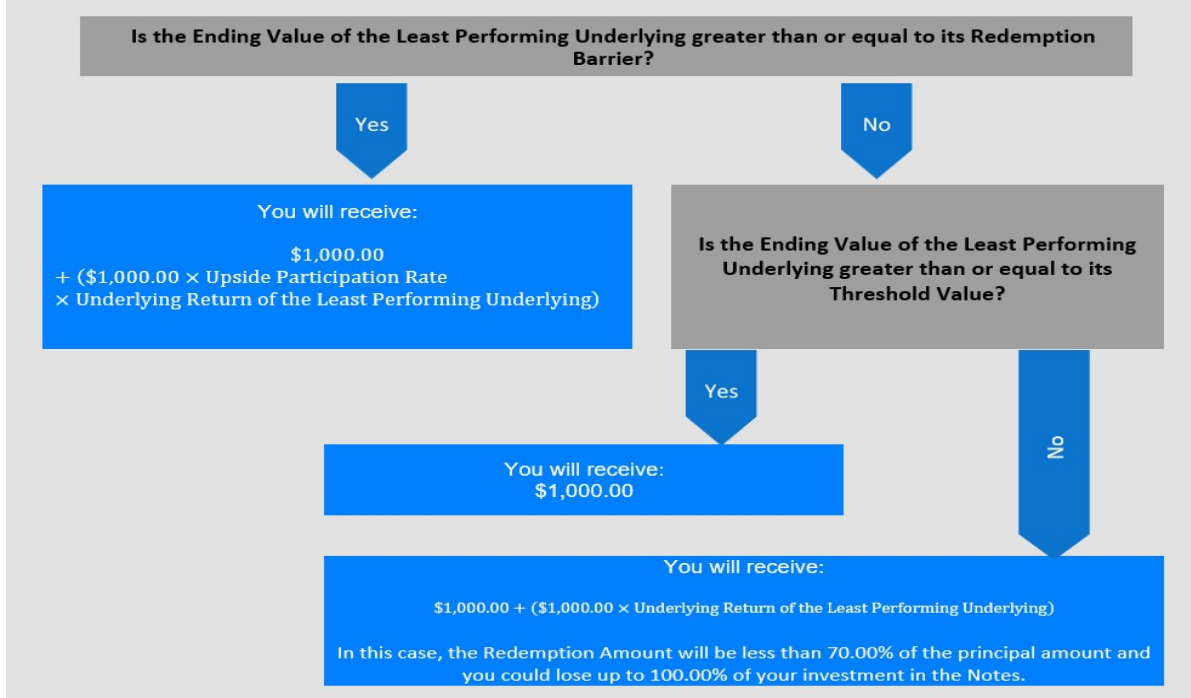 Is the Ending Value of the Least Performing Underlying greater than or equal to its Redemption
Barrier?
Yes
No
You will receive:
$1,000.00
+ ($1,000.00 × Upside Participation Rate
× Underlying Return of the Least Performing Underlying)
Is the Ending Value of the Least Performing
Underlying greater than or equal to its
Threshold Value?
Yes
No
You will receive:
$1,000.00
You will receive:
$1,000.00 + ($1,000.00 × Underlying Return of the Least Performing Underlying)
In this case, the Redemption Amount will be less than 70.00% of the principal amount and
you could lose up to 100.00% of your investment in the Notes.